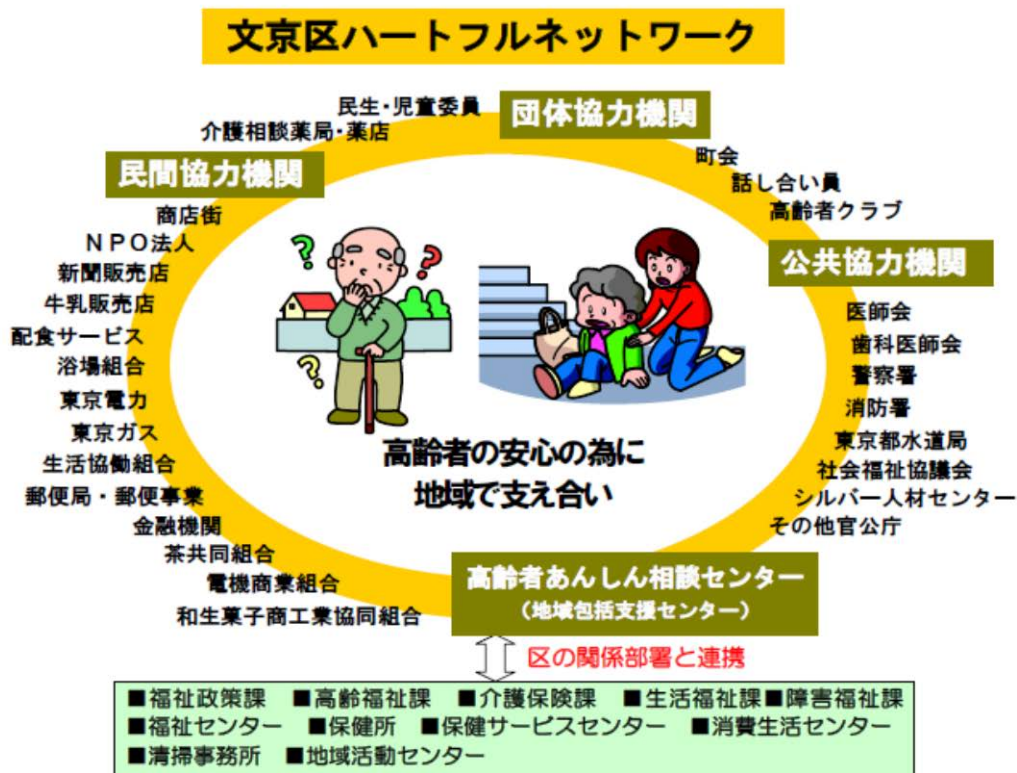 文京区ハートフルネットワーク
民生・児童委員
介護相談薬局・薬店
団体協力機関
町会
話し合い員
高齢者クラブ
民間協力機関
商店街
ＮＰＯ法人
新聞販売店
牛乳販売店
配食サービス
浴場組合
東京電力
東京ガス
生活協働組合
郵便局・郵便事業
金融機関
茶共同組合
電機商業組合
和生菓子商工業協同組合
公共協力機関
医師会
歯科医師会
警察署
消防署
東京都水道局
社会福祉協議会
シルバー人材センター
その他官公庁
?
?
?
高齢者の安心の為に
地域で支え合い
高齢者あんしん相談センター
（地域包括支援センター）
区の関係部署と連携
■福祉政策課 ■高齢福祉課 ■介護保険課 ■生活福祉課■障害福祉課
■福祉センター ■保健所 ■保健サービスセンター ■消費生活センター
■清掃事務所 ■地域活動センター